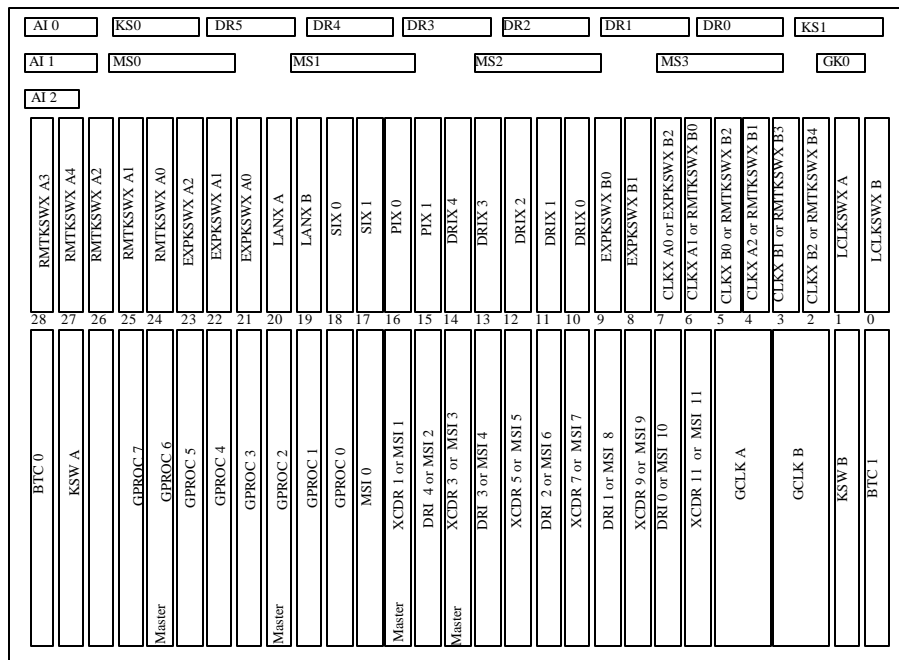 AI 0 KS0 DR5 DR4 DR3 DR2 DR1 DR0 KS1
AI 1 MS0 MS1 MS2 MS3 GK0
AI 2
RMTKSWX A3
RMTKSWX A4
RMTKSWX A2
RMTKSWX A1
RMTKSWX A0
EXPKSWX A2
EXPKSWX A1
EXPKSWX A0
LANX A
LANX B
SIX 0
SIX 1
PIX 0
PIX 1
DRIX 4
DRIX 3
DRIX 2
DRIX 1
DRIX 0
EXPKSWX B0
EXPKSWX B1
CLKX A0 or EXPKSWX B2
CLKX A1 or RMTKSWX B0
CLKX B0 or RMTKSWX B2
CLKX A2 or RMTKSWX B1
CLKX B1 or RMTKSWX B3
CLKX B2 or RMTKSWX B4
LCLKSWX A
LCLKSWX B
28 27 26 25 24 23 22 21 20 19 18 17 16 15 14 13 12 11 10 9 8 7 6 5 4 3 2 1 0
BTC 0
KSW A
GPROC 7
Master GPROC 6
GPROC 5
GPROC 4
GPROC 3
Master GPROC 2
GPROC 1
GPROC 0
MSI 0
Master XCDR 1 or MSI 1
DRI 4 or MSI 2
Master XCDR 3 or MSI 3
DRI 3 or MSI 4
XCDR 5 or MSI 5
DRI 2 or MSI 6
XCDR 7 or MSI 7
DRI 1 or MSI 8
XCDR 9 or MSI 9
DRI 0 or MSI 10
XCDR 11 or MSI 11
GCLK A
GCLK B
KSW B
BTC 1